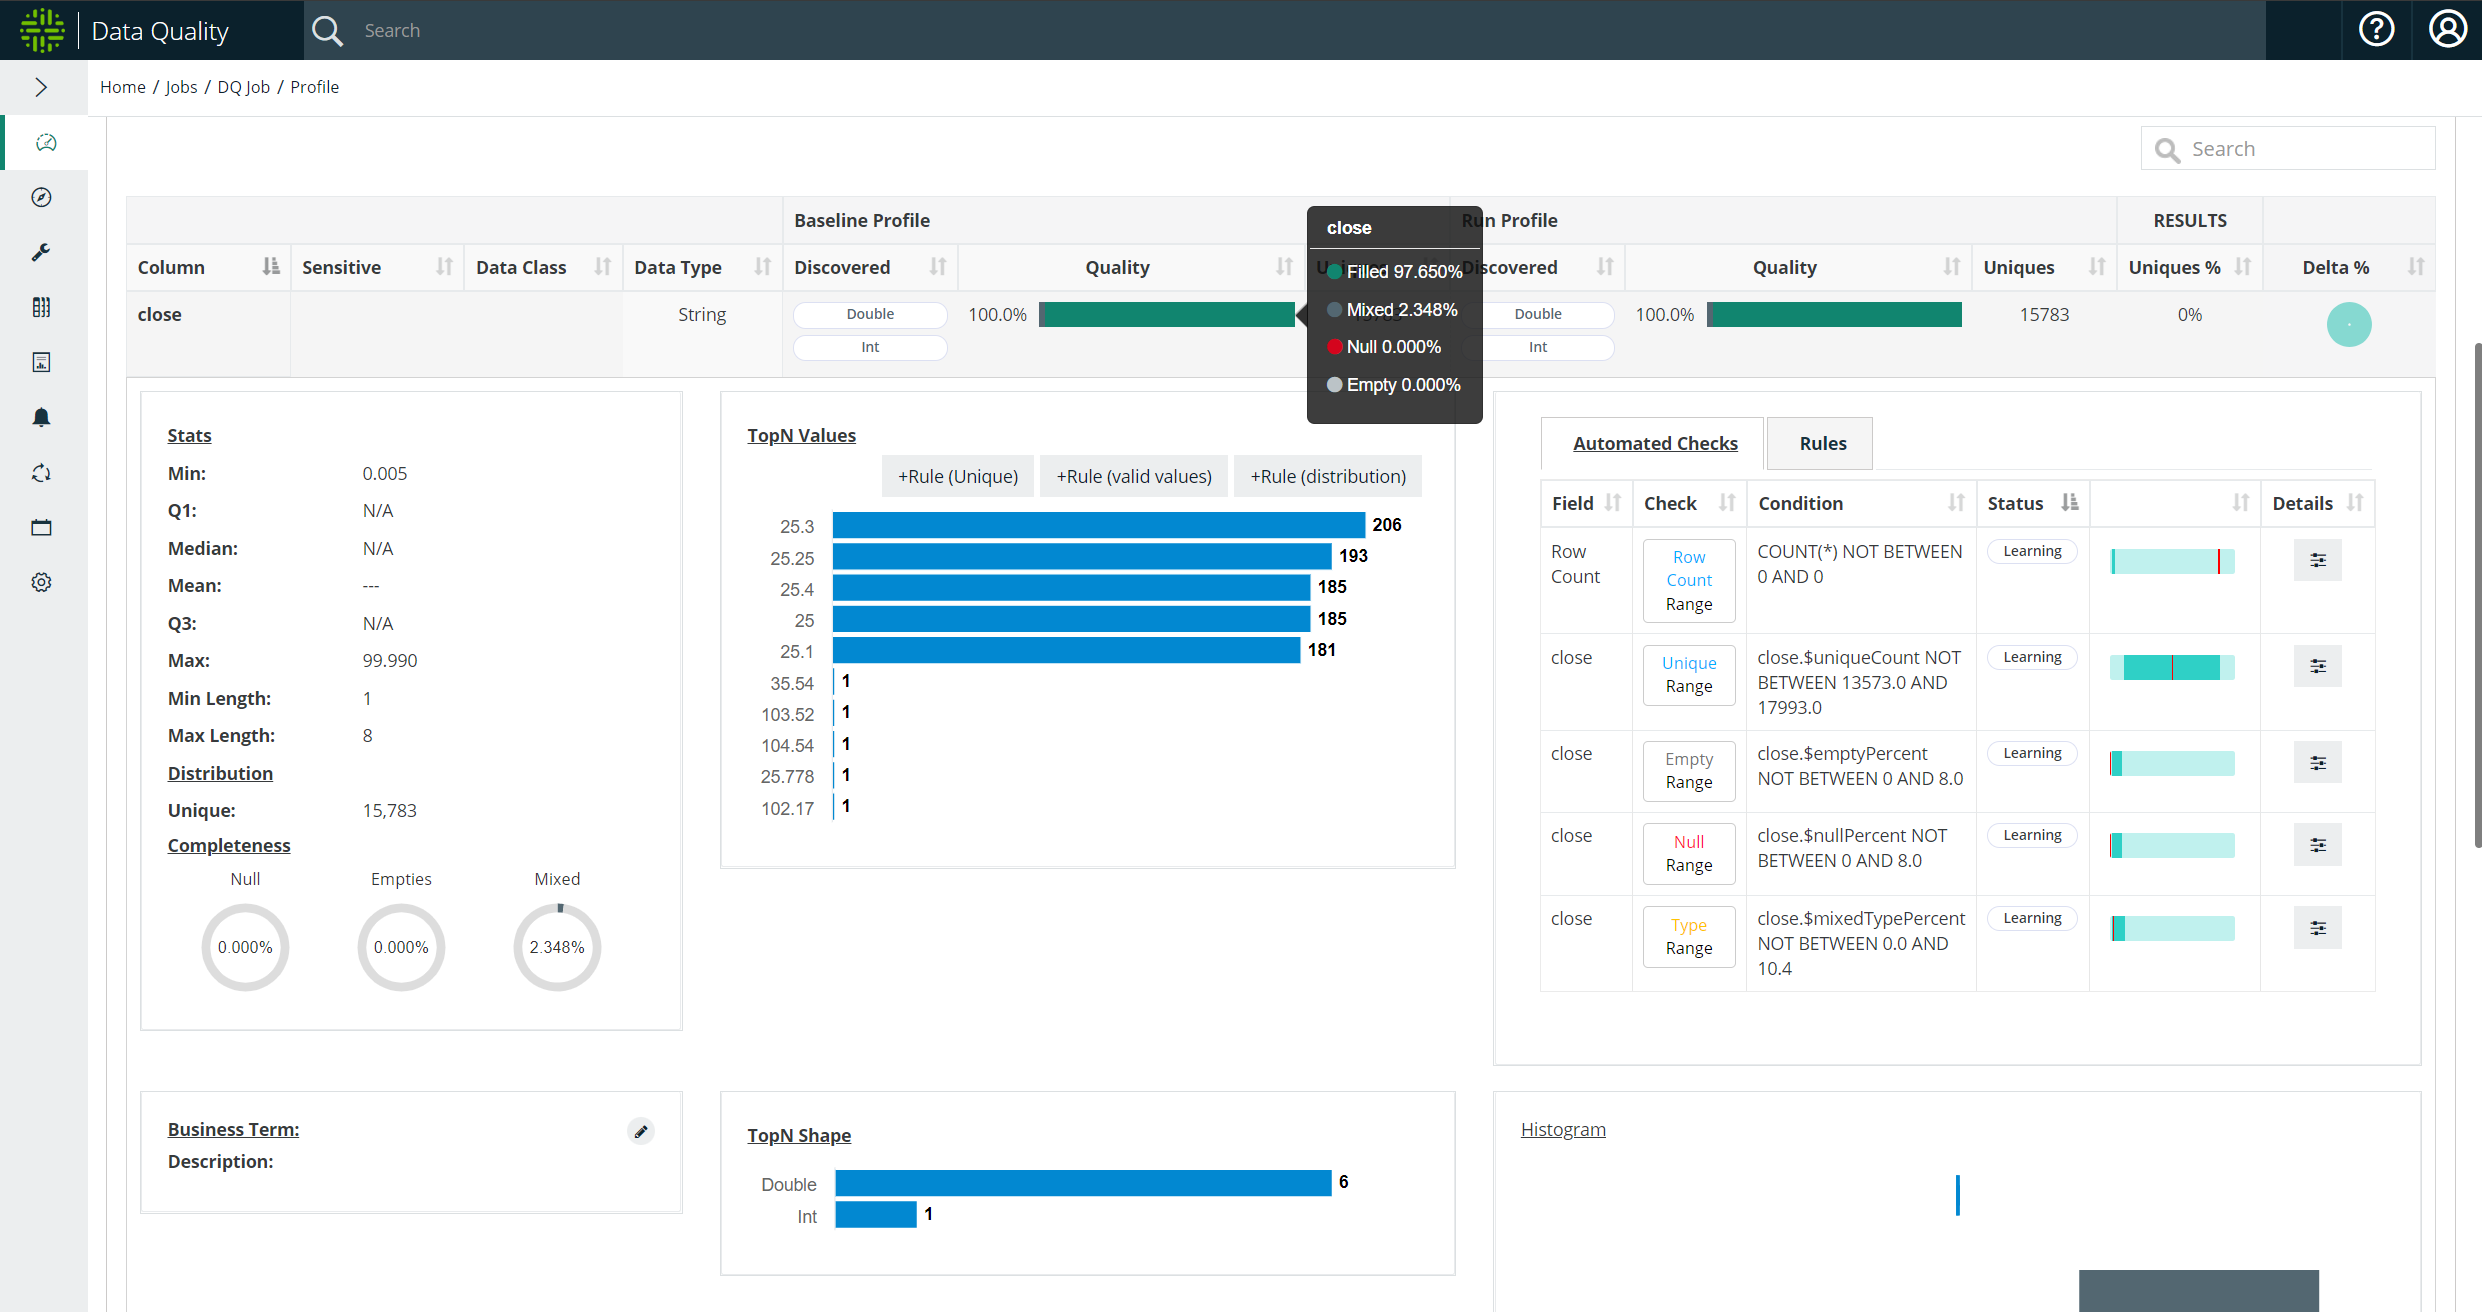 Data Quality
Search
Home / Jobs / DQ Job / Profile
Search
Baseline Profile
Run Profile
RESULTS
Column Sensitive Data Class Data Type Discovered Quality Discovered Quality Uniques Uniques % Delta %
close String Double 100.0% Double 100.0% 15783 0%
Int Int
close
Filled 97.650%
Mixed 2.348%
Null 0.000%
Empty 0.000%
Stats
Min: 0.005
Q1: N/A
Median: N/A
Mean: ---
Q3: N/A
Max: 99.990
Min Length: 1
Max Length: 8
Distribution
Unique: 15,783
Completeness
Null Empties Mixed
0.000% 0.000% 2.348%
TopN Values
+Rule (Unique) +Rule (valid values) +Rule (distribution)
25.3 206
25.25 193
25.4 185
25 185
25.1 181
35.54 1
103.52 1
104.54 1
25.778 1
102.17 1
Automated Checks Rules
Field Check Condition Status Details
Row
Count
Row
Count
Range
COUNT(*) NOT BETWEEN
0 AND 0
Learning
close
Unique
Range
close.$uniqueCount NOT
BETWEEN 13573.0 AND
17993.0
Learning
close
Empty
Range
close.$emptyPercent
NOT BETWEEN 0 AND 8.0
Learning
close
Null
Range
close.$nullPercent NOT
BETWEEN 0 AND 8.0
Learning
close
Type
Range
close.$mixedTypePercent
NOT BETWEEN 0.0 AND
10.4
Learning
Business Term:
Description:
TopN Shape
Double 6
Int 1
Histogram